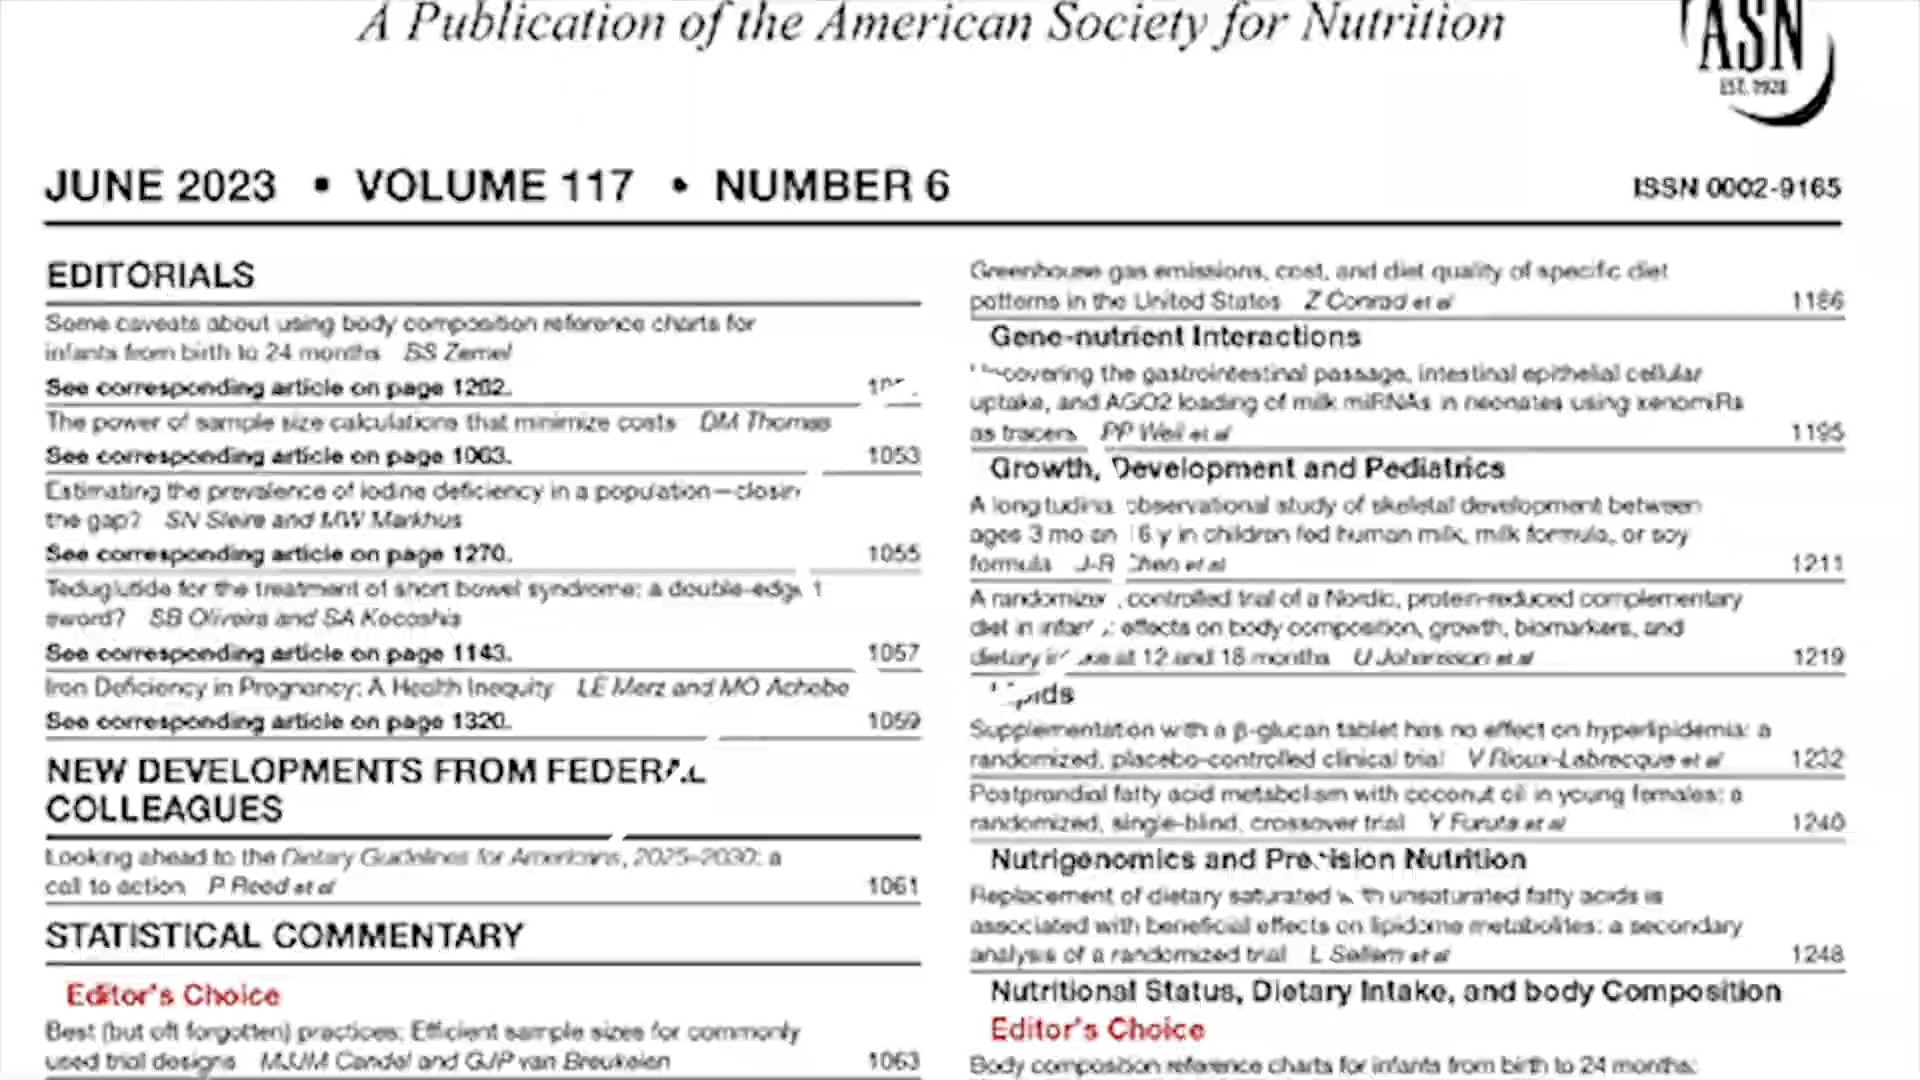 A Publication of the American Society for Nutrition
ASN
EST. 1928
JUNE 2023 • VOLUME 117 • NUMBER 6
ISSN 0002-9165
EDITORIALS
Some caveats about using body composition reference charts for
infants from birth to 24 months BS Zemel
See corresponding article on page 1262.
The power of sample size calculations that minimize costs DM Thomas
See corresponding article on page 1063. 1053
Estimating the prevalence of iodine deficiency in a population—closin
the gap? SN Sleire and MW Markhus
See corresponding article on page 1270. 1055
Teduglutide for the treatment of short bowel syndrome: a double-edg
sword? SB Oliveira and SA Kocoshis
See corresponding article on page 1143. 1057
Iron Deficiency in Pregnancy: A Health Inequity LE Merz and MO Achebe
See corresponding article on page 1320. 1059
NEW DEVELOPMENTS FROM FEDERAL
COLLEAGUES
Looking ahead to the Dietary Guidelines for Americans, 2025–2030: a
call to action P Reed et al 1061
STATISTICAL COMMENTARY
Editor's Choice
Best (but oft forgotten) practices: Efficient sample sizes for commonly
used trial designs MJJM Candel and GJP van Breukelen 1063
Greenhouse gas emissions, cost, and diet quality of specific diet
patterns in the United States Z Conrad et al 1186
Gene-nutrient Interactions
covering the gastrointestinal passage, intestinal epithelial cellular
uptake, and AGO2 loading of milk miRNAs in neonates using xenomiRs
as tracers PP Weil et al 1195
Growth, Development and Pediatrics
A longitudinal observational study of skeletal development between
ages 3 mo an 6 y in children fed human milk, milk formula, or soy
formula J-R Chen et al 1211
A randomize, controlled trial of a Nordic, protein-reduced complementary
diet in infants: effects on body composition, growth, biomarkers, and
dietary at 12 and 18 months U Johansson et al 1219
Lipids
Supplementation with a β-glucan tablet has no effect on hyperlipidemia: a
randomized, placebo-controlled clinical trial V Rioux-Labrecque et al 1232
Postprandial fatty acid metabolism with coconut oil in young females: a
randomized, single-blind, crossover trial Y Furuta et al 1240
Nutrigenomics and Precision Nutrition
Replacement of dietary saturated with unsaturated fatty acids is
associated with beneficial effects on lipidome metabolites: a secondary
analysis of a randomized trial L Sellem et al 1248
Nutritional Status, Dietary Intake, and body Composition
Editor's Choice
Body composition reference charts for infants from birth to 24 months: